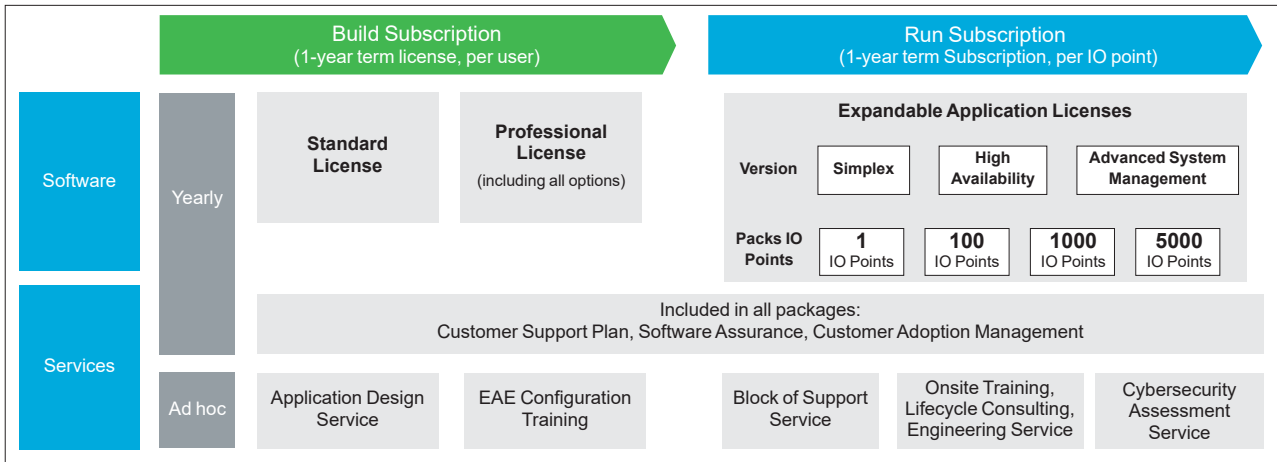 Build Subscription
(1-year term license, per user)
Run Subscription
(1-year term Subscription, per IO point)
Software
Yearly
Standard
License
Professional
License
(including all options)
Expandable Application Licenses
Version
Simplex
High
Availability
Advanced System
Management
Packs IO
Points
1
IO Points
100
IO Points
1000
IO Points
5000
IO Points
Services
Included in all packages:
Customer Support Plan, Software Assurance, Customer Adoption Management
Ad hoc
Application Design
Service
EAE Configuration
Training
Block of Support
Service
Onsite Training,
Lifecycle Consulting,
Engineering Service
Cybersecurity
Assessment
Service